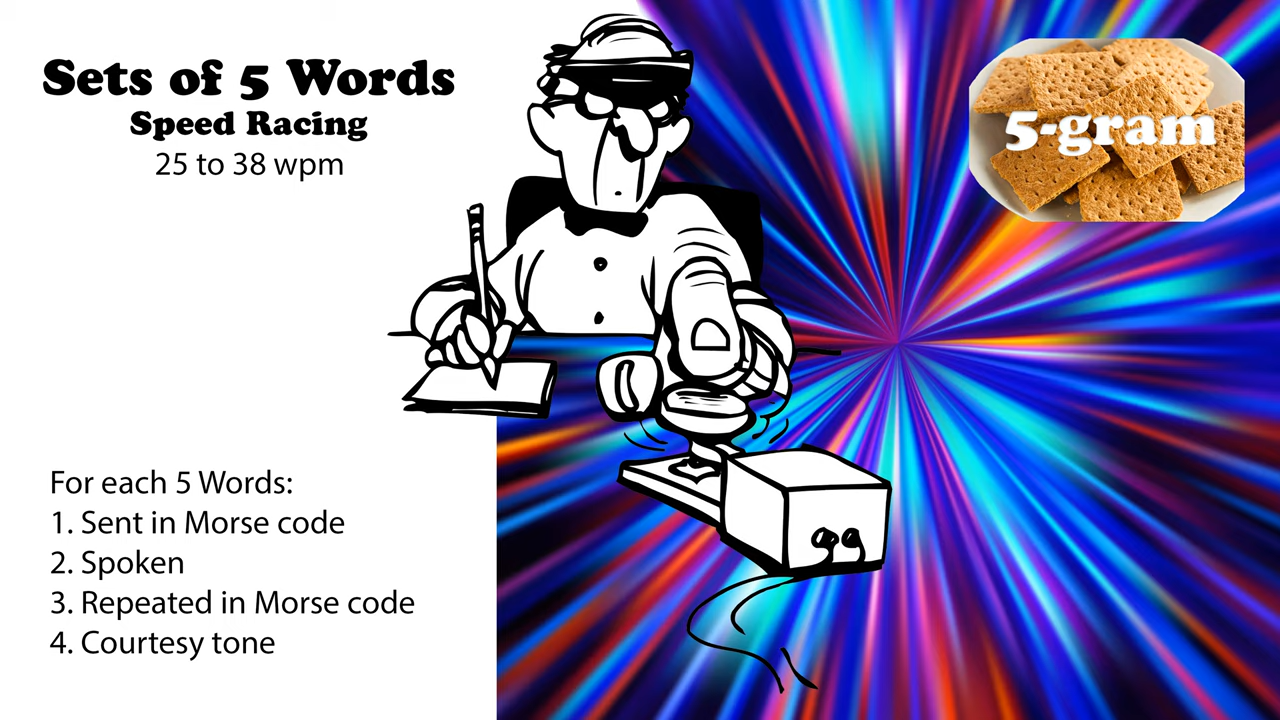 Sets of 5 Words
Speed Racing
25 to 38 wpm
5-gram
For each 5 Words:
1. Sent in Morse code
2. Spoken
3. Repeated in Morse code
4. Courtesy tone